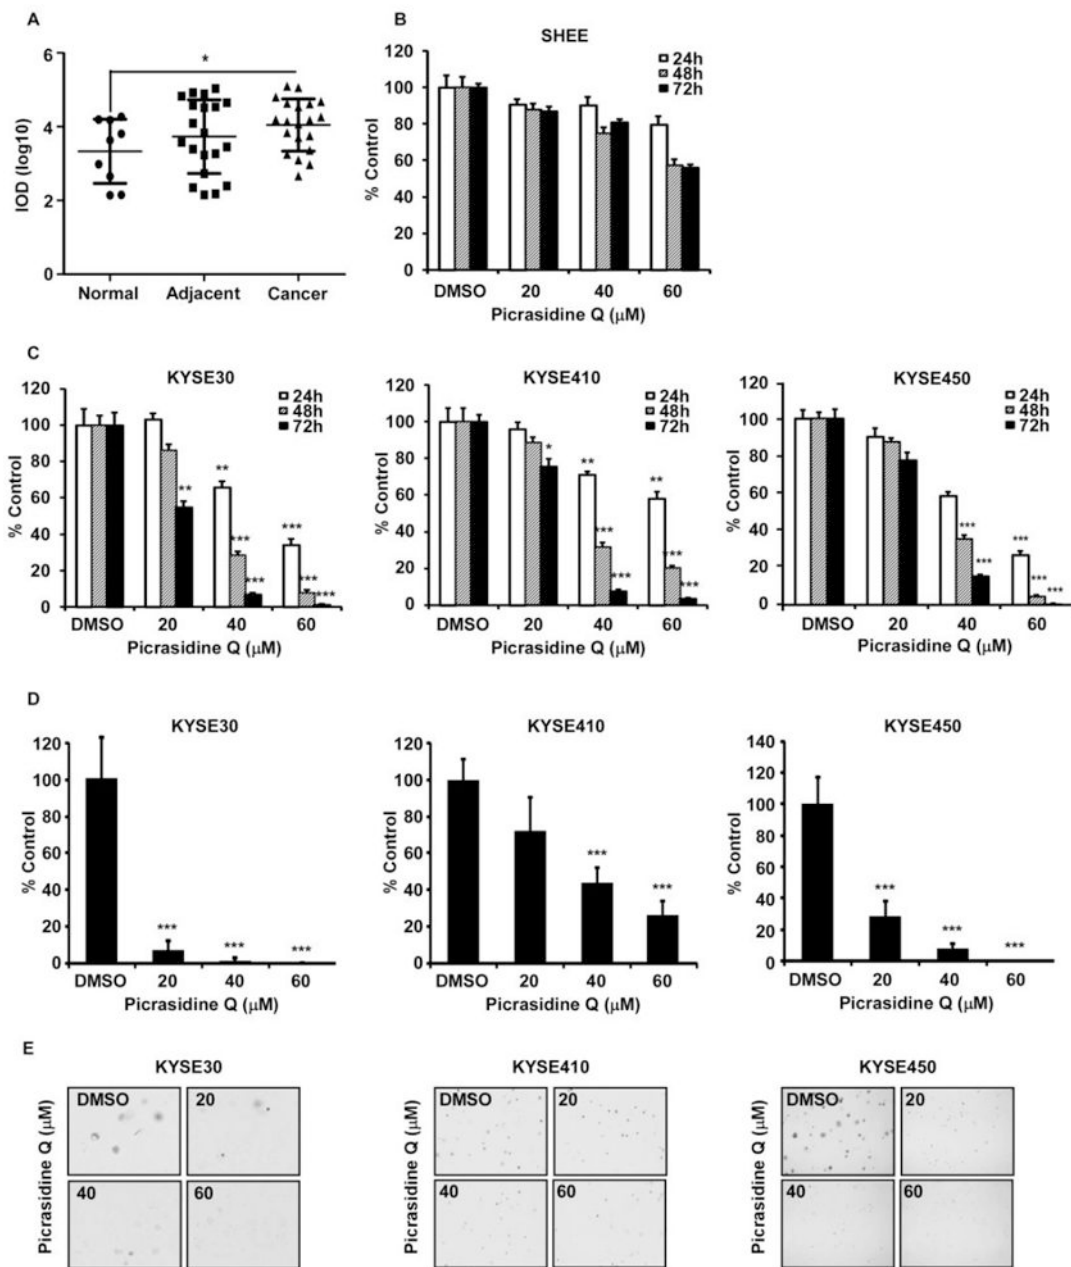 A
IOD (log10)
6
4
2
0
*
Normal Adjacent Cancer
B
SHEE
% Control
120
100
80
60
40
20
0
24h
48h
72h
DMSO 20 40 60
Picrasidine Q (μM)
C
KYSE30
% Control
120
100
80
60
40
20
0
24h
48h
72h
**
**
***
***
***
***
***
DMSO 20 40 60
Picrasidine Q (μM)
KYSE410
% Control
120
100
80
60
40
20
0
24h
48h
72h
*
**
***
***
**
***
***
DMSO 20 40 60
Picrasidine Q (μM)
KYSE450
% Control
120
100
80
60
40
20
0
24h
48h
72h
***
***
***
***
***
DMSO 20 40 60
Picrasidine Q (μM)
D
KYSE30
% Control
120
100
80
60
40
20
0
*** *** ***
DMSO 20 40 60
Picrasidine Q (μM)
KYSE410
% Control
120
100
80
60
40
20
0
*** ***
DMSO 20 40 60
Picrasidine Q (μM)
KYSE450
% Control
140
120
100
80
60
40
20
0
*** *** ***
DMSO 20 40 60
Picrasidine Q (μM)
E
KYSE30
Picrasidine Q (μM)
DMSO 20
40 60
KYSE410
Picrasidine Q (μM)
DMSO 20
40 60
KYSE450
Picrasidine Q (μM)
DMSO 20
40 60